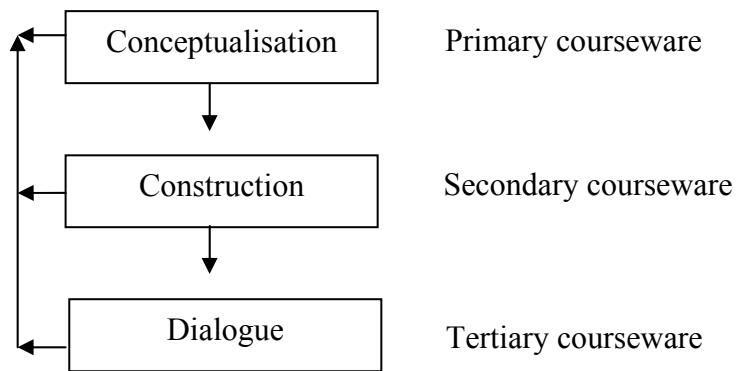 Conceptualisation Primary courseware
Construction Secondary courseware
Dialogue Tertiary courseware